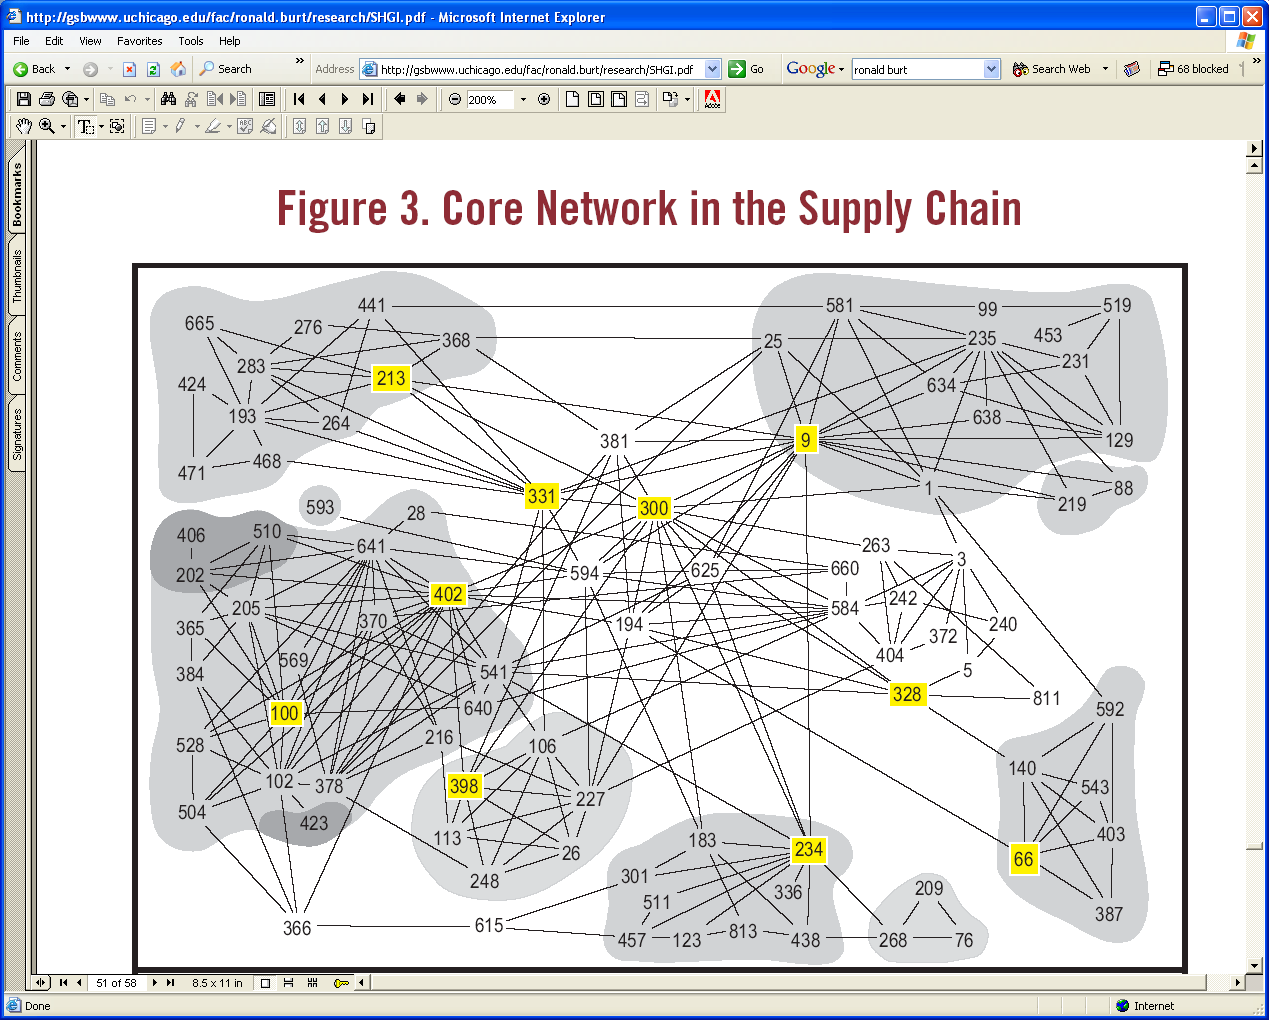 http://gsbwww.uchicago.edu/fac/ronald.burt/research/SHGI.pdf - Microsoft Internet Explorer
File Edit View Favorites Tools Help
Back Search » Address http://gsbwww.uchicago.edu/fac/ronald.burt/research/SHGI.pdf Go Google ronald burt Search Web 68 blocked »
200% Adobe
T
Bookmarks
Thumbnails
Comments
Signatures
Figure 3. Core Network in the Supply Chain
441 581 99 519
665 276 368 25 235 453
283 213 231
424 634
193 264 638
381 9 129
468
471
331 1 88
593 28 300 219
406 510
641 263
202 594 625 660 3
402 242
205 370 584
365 194 372 240
569 404
384 541 5
328 811
100 640 592
528 216 106
140
102 378 398 543
227
504 423 403
113 183 234
26 66
248 301 336 209
511 387
366 615 457 123 813 438 268 76
51 of 58 8.5 x 11 in
Done Internet